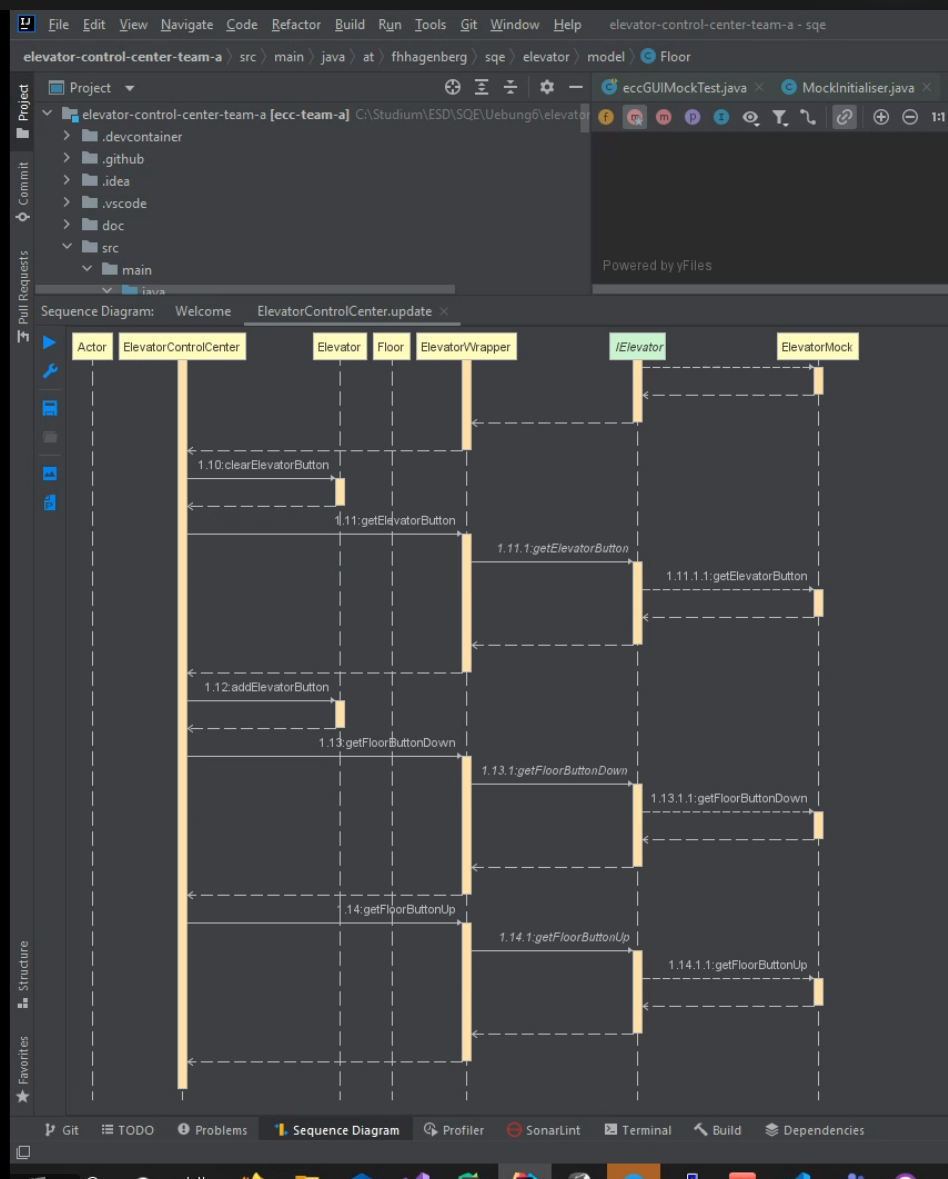 File Edit View Navigate Code Refactor Build Run Tools Git Window Help elevator-control-center-team-a - sqe
elevator-control-center-team-a 〉 src 〉 main 〉 java 〉 at 〉 fhhagenberg 〉 sqe 〉 elevator 〉 model 〉 Floor
Project
eccGUIMockTest.java
MockInitialiser.java
elevator-control-center-team-a [ecc-team-a] C:\Studium\ESD\SQE\Uebung6\elevator
1:1
.devcontainer
.github
.idea
.vscode
doc
src
main
java
Powered by yFiles
Project
Commit
Pull Requests
Structure
Favorites
Sequence Diagram: Welcome ElevatorControlCenter.update
Actor ElevatorControlCenter Elevator Floor ElevatorWrapper IElevator ElevatorMock
1.10:clearElevatorButton
1.11:getElevatorButton
1.11.1:getElevatorButton
1.11.1.1:getElevatorButton
1.12:addElevatorButton
1.13:getFloorButtonDown
1.13.1:getFloorButtonDown
1.13.1.1:getFloorButtonDown
1.14:getFloorButtonUp
1.14.1:getFloorButtonUp
1.14.1.1:getFloorButtonUp
Git TODO Problems Sequence Diagram Profiler SonarLint Terminal Build Dependencies